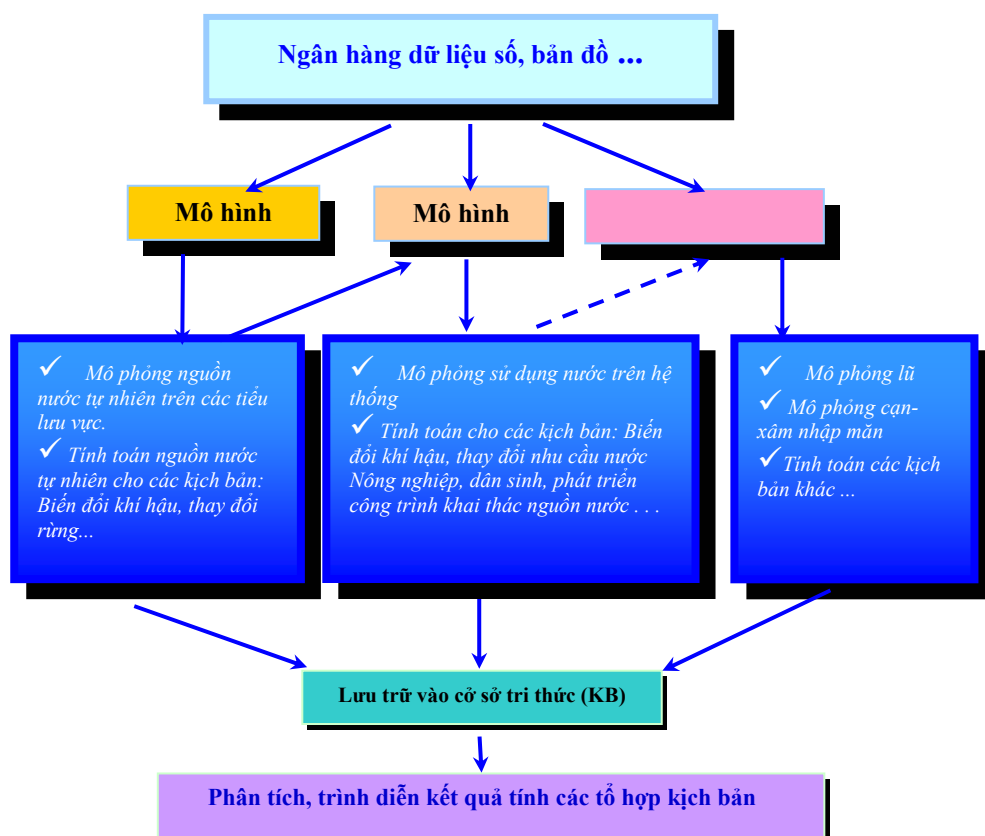 Ngân hàng dữ liệu số, bản đồ ...
Mô hình
Mô hình
✓ Mô phỏng nguồn
nước tự nhiên trên các tiểu
lưu vực.
✓ Tính toán nguồn nước
tự nhiên cho các kịch bản:
Biến đổi khí hậu, thay đổi
rừng...
✓ Mô phỏng sử dụng nước trên hệ
thống
✓ Tính toán cho các kịch bản: Biến
đổi khí hậu, thay đổi nhu cầu nước
Nông nghiệp, dân sinh, phát triển
công trình khai thác nguồn nước . . .
✓ Mô phỏng lũ
✓ Mô phỏng cạn-
xâm nhập măn
✓ Tính toán các kịch
bản khác ...
Lưu trữ vào cở sở tri thức (KB)
Phân tích, trình diễn kết quả tính các tổ hợp kịch bản